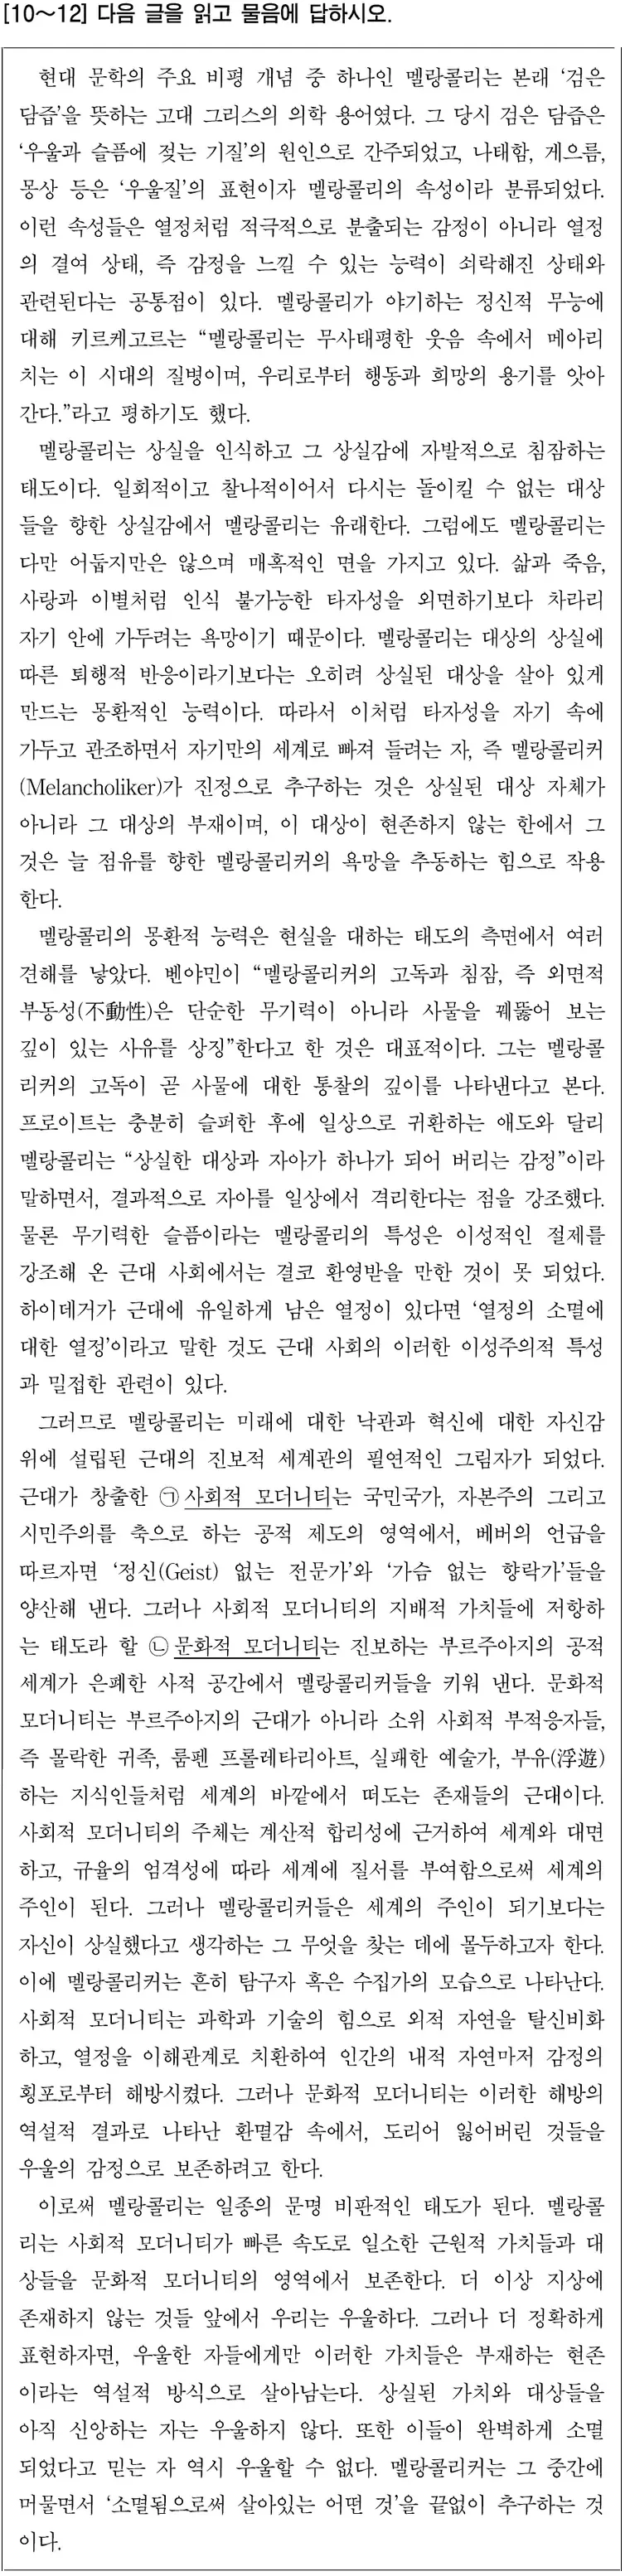 [10～12] 다음 글을 읽고 물음에 답하시오.
현대 문학의 주요 비평 개념 중 하나인 멜랑콜리는 본래 ‘검은
담즙’을 뜻하는 고대 그리스의 의학 용어였다. 그 당시 검은 담즙은
‘우울과 슬픔에 젖는 기질’의 원인으로 간주되었고, 나태함, 게으름,
몽상 등은 ‘우울질’의 표현이자 멜랑콜리의 속성이라 분류되었다.
이런 속성들은 열정처럼 적극적으로 분출되는 감정이 아니라 열정
의 결여 상태, 즉 감정을 느낄 수 있는 능력이 쇠락해진 상태와
관련된다는 공통점이 있다. 멜랑콜리가 야기하는 정신적 무능에
대해 키르케고르는 “멜랑콜리는 무사태평한 웃음 속에서 메아리
치는 이 시대의 질병이며, 우리로부터 행동과 희망의 용기를 앗아
간다.”라고 평하기도 했다.
멜랑콜리는 상실을 인식하고 그 상실감에 자발적으로 침잠하는
태도이다. 일회적이고 찰나적이어서 다시는 돌이킬 수 없는 대상
들을 향한 상실감에서 멜랑콜리는 유래한다. 그럼에도 멜랑콜리는
다만 어둡지만은 않으며 매혹적인 면을 가지고 있다. 삶과 죽음,
사랑과 이별처럼 인식 불가능한 타자성을 외면하기보다 차라리
자기 안에 가두려는 욕망이기 때문이다. 멜랑콜리는 대상의 상실에
따른 퇴행적 반응이라기보다는 오히려 상실된 대상을 살아 있게
만드는 몽환적인 능력이다. 따라서 이처럼 타자성을 자기 속에
가두고 관조하면서 자기만의 세계로 빠져 들려는 자, 즉 멜랑콜리커
(Melancholiker)가 진정으로 추구하는 것은 상실된 대상 자체가
아니라 그 대상의 부재이며, 이 대상이 현존하지 않는 한에서 그
것은 늘 점유를 향한 멜랑콜리커의 욕망을 추동하는 힘으로 작용
한다.
멜랑콜리의 몽환적 능력은 현실을 대하는 태도의 측면에서 여러
견해를 낳았다. 벤야민이 “멜랑콜리커의 고독과 침잠, 즉 외면적
부동성(不動性)은 단순한 무기력이 아니라 사물을 꿰뚫어 보는
깊이 있는 사유를 상징”한다고 한 것은 대표적이다. 그는 멜랑콜
리커의 고독이 곧 사물에 대한 통찰의 깊이를 나타낸다고 본다.
프로이트는 충분히 슬퍼한 후에 일상으로 귀환하는 애도와 달리
멜랑콜리는 “상실한 대상과 자아가 하나가 되어 버리는 감정”이라
말하면서, 결과적으로 자아를 일상에서 격리한다는 점을 강조했다.
물론 무기력한 슬픔이라는 멜랑콜리의 특성은 이성적인 절제를
강조해 온 근대 사회에서는 결코 환영받을 만한 것이 못 되었다.
하이데거가 근대에 유일하게 남은 열정이 있다면 ‘열정의 소멸에
대한 열정’이라고 말한 것도 근대 사회의 이러한 이성주의적 특성
과 밀접한 관련이 있다.
그러므로 멜랑콜리는 미래에 대한 낙관과 혁신에 대한 자신감
위에 설립된 근대의 진보적 세계관의 필연적인 그림자가 되었다.
근대가 창출한 ㉠사회적 모더니티는 국민국가, 자본주의 그리고
시민주의를 축으로 하는 공적 제도의 영역에서, 베버의 언급을
따르자면 ‘정신(Geist) 없는 전문가’와 ‘가슴 없는 향락가’들을
양산해 낸다. 그러나 사회적 모더니티의 지배적 가치들에 저항하
는 태도라 할 ㉡문화적 모더니티는 진보하는 부르주아지의 공적
세계가 은폐한 사적 공간에서 멜랑콜리커들을 키워 낸다. 문화적
모더니티는 부르주아지의 근대가 아니라 소위 사회적 부적응자들,
즉 몰락한 귀족, 룸펜 프롤레타리아트, 실패한 예술가, 부유(浮遊)
하는 지식인들처럼 세계의 바깥에서 떠도는 존재들의 근대이다.
사회적 모더니티의 주체는 계산적 합리성에 근거하여 세계와 대면
하고, 규율의 엄격성에 따라 세계에 질서를 부여함으로써 세계의
주인이 된다. 그러나 멜랑콜리커들은 세계의 주인이 되기보다는
자신이 상실했다고 생각하는 그 무엇을 찾는 데에 몰두하고자 한다.
이에 멜랑콜리커는 흔히 탐구자 혹은 수집가의 모습으로 나타난다.
사회적 모더니티는 과학과 기술의 힘으로 외적 자연을 탈신비화
하고, 열정을 이해관계로 치환하여 인간의 내적 자연마저 감정의
횡포로부터 해방시켰다. 그러나 문화적 모더니티는 이러한 해방의
역설적 결과로 나타난 환멸감 속에서, 도리어 잃어버린 것들을
우울의 감정으로 보존하려고 한다.
이로써 멜랑콜리는 일종의 문명 비판적인 태도가 된다. 멜랑콜
리는 사회적 모더니티가 빠른 속도로 일소한 근원적 가치들과 대
상들을 문화적 모더니티의 영역에서 보존한다. 더 이상 지상에
존재하지 않는 것들 앞에서 우리는 우울하다. 그러나 더 정확하게
표현하자면, 우울한 자들에게만 이러한 가치들은 부재하는 현존
이라는 역설적 방식으로 살아남는다. 상실된 가치와 대상들을
아직 신앙하는 자는 우울하지 않다. 또한 이들이 완벽하게 소멸
되었다고 믿는 자 역시 우울할 수 없다. 멜랑콜리커는 그 중간에
머물면서 ‘소멸됨으로써 살아있는 어떤 것’을 끝없이 추구하는 것
이다.